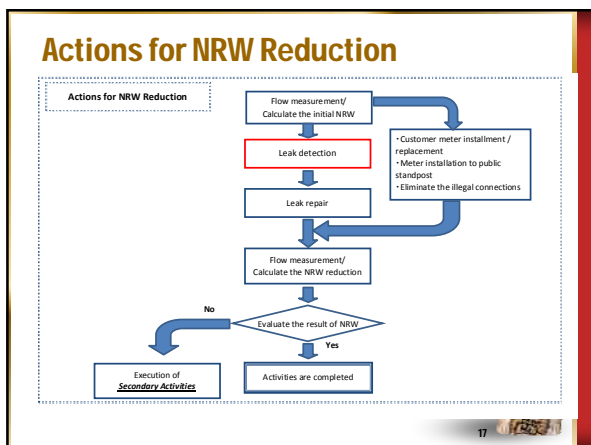 Actions for NRW Reduction
Actions for NRW Reduction
Flow measurement/
Calculate the initial NRW
Leak detection
・Customer meter installment /
replacement
・Meter installation to public
standpost
・Eliminate the illegal connections
Leak repair
Flow measurement/
Calculate the NRW reduction
No
Evaluate the result of NRW
Yes
Execution of
Secondary Activities
Activities are completed
17